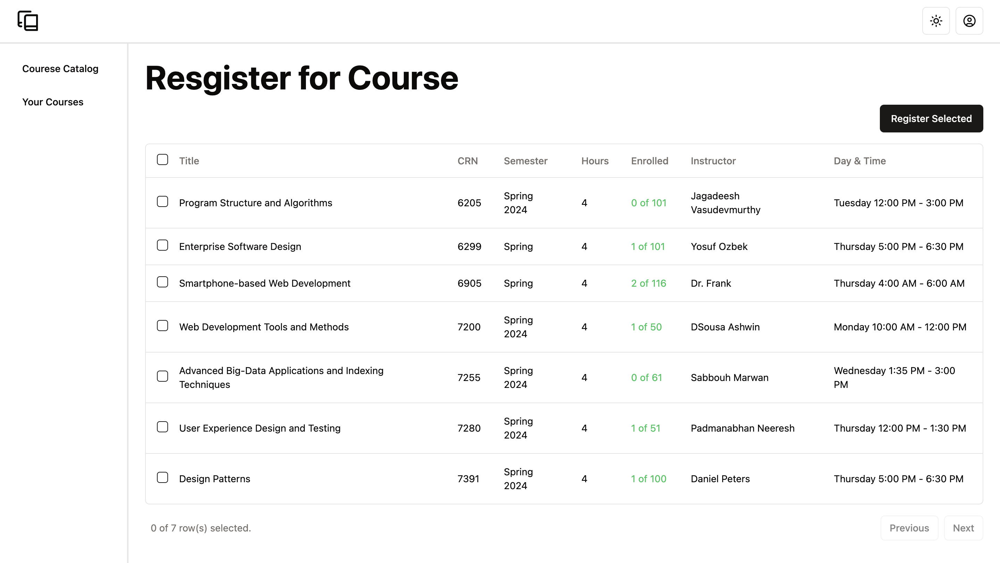 Courese Catalog
Your Courses
Resgister for Course
Register Selected
Title CRN Semester Hours Enrolled Instructor Day & Time
Program Structure and Algorithms 6205 Spring 2024 4 0 of 101 Jagadeesh Vasudevmurthy Tuesday 12:00 PM - 3:00 PM
Enterprise Software Design 6299 Spring 4 1 of 101 Yosuf Ozbek Thursday 5:00 PM - 6:30 PM
Smartphone-based Web Development 6905 Spring 4 2 of 116 Dr. Frank Thursday 4:00 AM - 6:00 AM
Web Development Tools and Methods 7200 Spring 2024 4 1 of 50 DSousa Ashwin Monday 10:00 AM - 12:00 PM
Advanced Big-Data Applications and Indexing Techniques 7255 Spring 2024 4 0 of 61 Sabbouh Marwan Wednesday 1:35 PM - 3:00 PM
User Experience Design and Testing 7280 Spring 2024 4 1 of 51 Padmanabhan Neeresh Thursday 12:00 PM - 1:30 PM
Design Patterns 7391 Spring 2024 4 1 of 100 Daniel Peters Thursday 5:00 PM - 6:30 PM
0 of 7 row(s) selected.
Previous Next